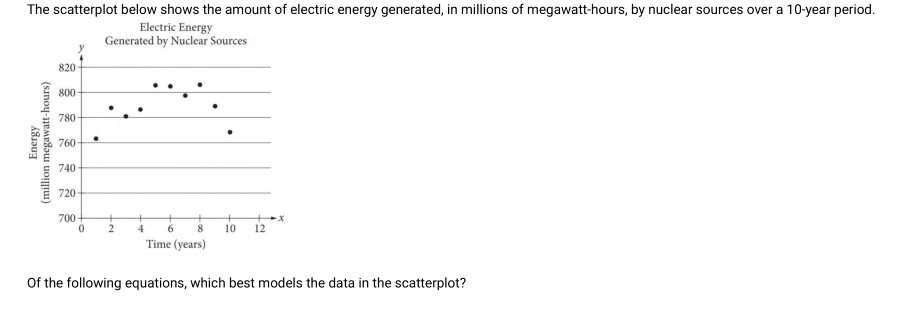 The scatterplot below shows the amount of electric energy generated, in millions of megawatt-hours, by nuclear sources over a 10-year period.
Electric Energy
Generated by Nuclear Sources
y
820
800
780
760
740
720
700
Energy
(million megawatt-hours)
0 2 4 6 8 10 12 x
Time (years)
Of the following equations, which best models the data in the scatterplot?